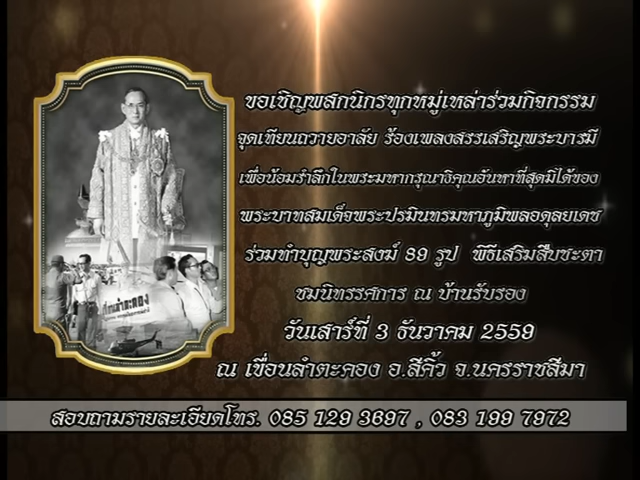 ขอเชิญพสกนิกรทุกหมู่เหล่าร่วมกิจกรรม
จุดเทียนถวายอาลัย ร้องเพลงสรรเสริญพระบารมี
เพื่อน้อมรำลึกในพระมหากรุณาธิคุณอันหาที่สุดมิได้ของ
พระบาทสมเด็จพระปรมินทรมหาภูมิพลอดุลยเดช
ร่วมทำบุญพระสงฆ์ 89 รูป พิธีเสริมสืบชะตา
ชมนิทรรศการ ณ บ้านรับรอง
วันเสาร์ที่ 3 ธันวาคม 2559
ณ เขื่อนลำตะคอง อ.สีคิ้ว จ.นครราชสีมา
สอบถามรายละเอียดโทร. 085 129 3697 , 083 199 7972